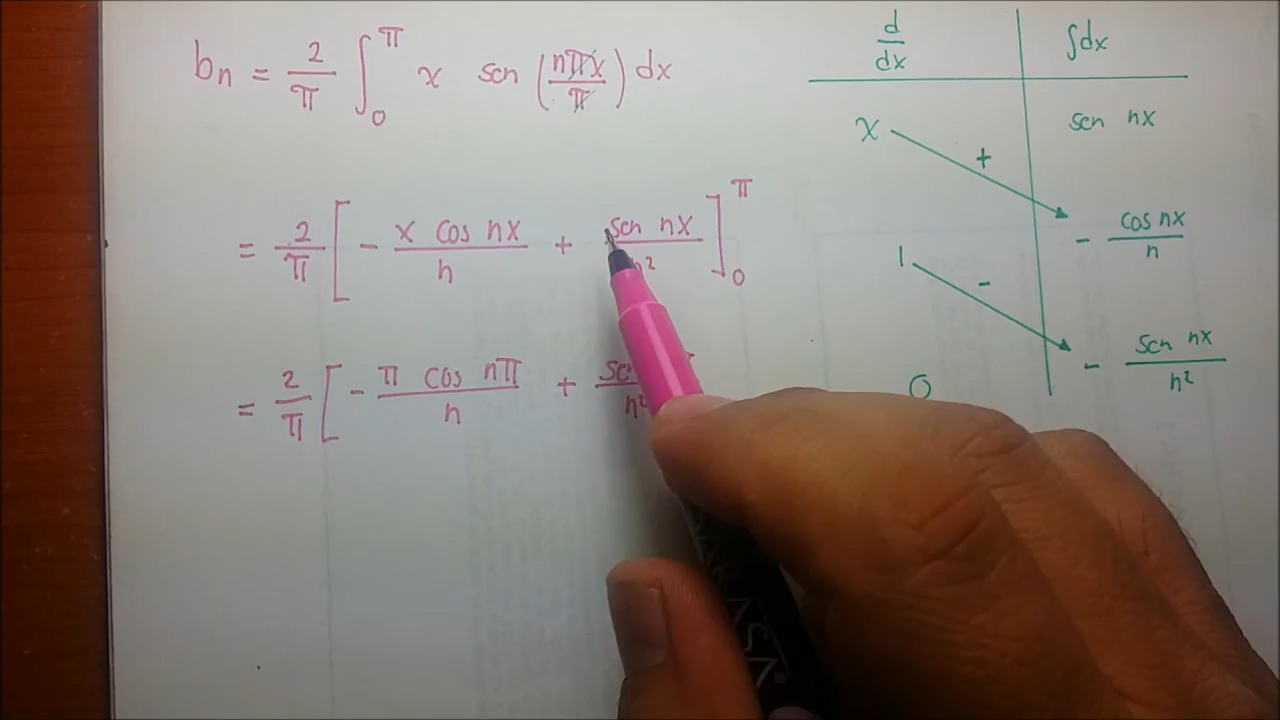 bn = 2/π ∫₀^π x sen (nπx/π) dx
= 2/π [ - x cos nx / n + sen nx / n² ]₀^π
= 2/π [ - π cos nπ / n + / n²
d/dx ∫dx
x + sen nx
1 - - cos nx / n
0 - sen nx / n²